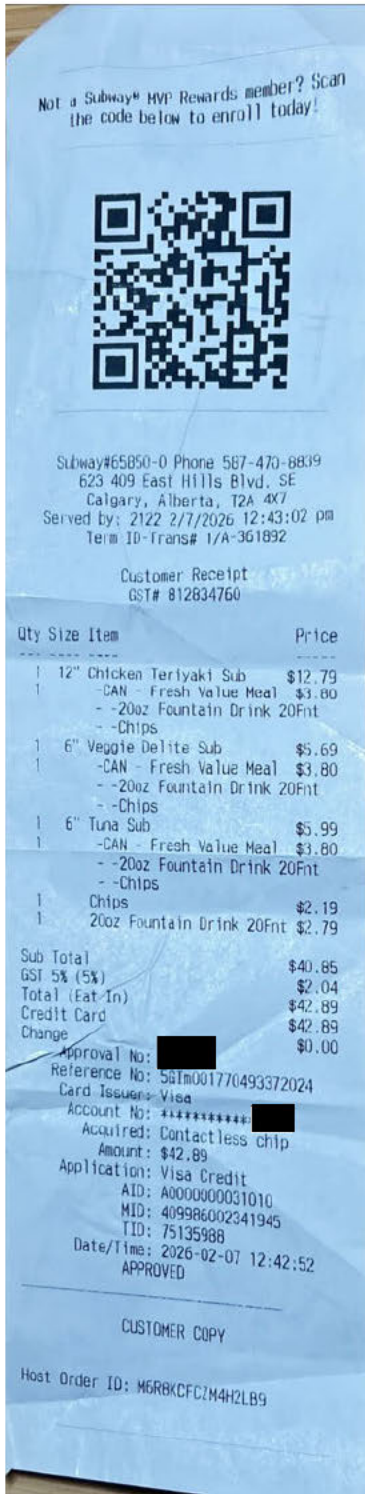 Not a Subway® MVP Rewards member? Scan
the code below to enroll today!
Subway#65850-0 Phone 587-470-8839
623 409 East Hills Blvd. SE
Calgary, Alberta, T2A 4X7
Served by: 2122 2/7/2026 12:43:02 pm
Term ID-Trans# 1/A-361892
Customer Receipt
GST# 812834760
Qty Size Item Price
--- ---- ---- -----
1 12" Chicken Teriyaki Sub $12.79
1 -CAN - Fresh Value Meal $3.80
- -20oz Fountain Drink 20Fnt
- -Chips
1 6" Veggie Delite Sub $5.69
1 -CAN - Fresh Value Meal $3.80
- -20oz Fountain Drink 20Fnt
- -Chips
1 6" Tuna Sub $5.99
1 -CAN - Fresh Value Meal $3.80
- -20oz Fountain Drink 20Fnt
- -Chips
1 Chips $2.19
1 20oz Fountain Drink 20Fnt $2.79
Sub Total $40.85
GST 5% (5%) $2.04
Total (Eat In) $42.89
Credit Card $42.89
Change $0.00
Approval No:
Reference No: SGTm001770493372024
Card Issuer: Visa
Account No: ************
Acquired: Contactless chip
Amount: $42.89
Application: Visa Credit
AID: A0000000031010
MID: 409986002341945
TID: 75135988
Date/Time: 2026-02-07 12:42:52
APPROVED
CUSTOMER COPY
Host Order ID: M6R8KCFCZM4H2LB9